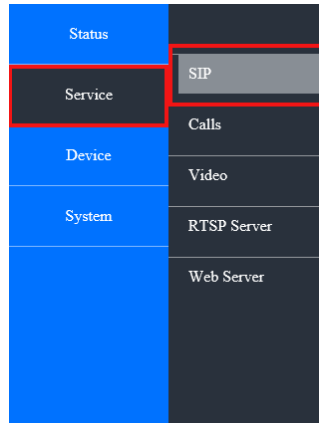 Status
Service
Device
System
SIP
Calls
Video
RTSP Server
Web Server